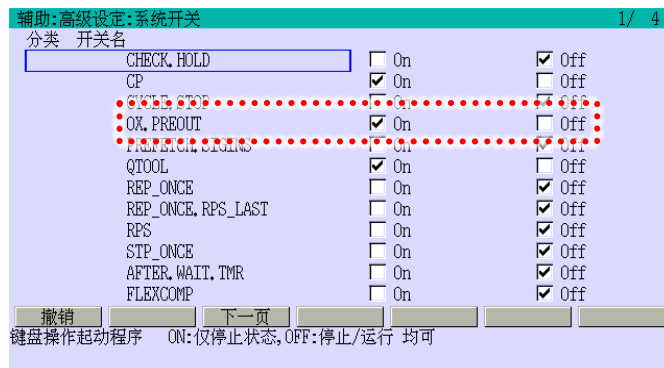 辅助:高级设定:系统开关 1/ 4
分类 开关名
CHECK.HOLD On Off
CP On Off
CYCLE.STOP On Off
OX.PREOUT On Off
PREFETCH.SIGINS On Off
QTOOL On Off
REP_ONCE On Off
REP_ONCE.RPS_LAST On Off
RPS On Off
STP_ONCE On Off
AFTER.WAIT.TMR On Off
FLEXCOMP On Off
撤销 下一页
键盘操作起动程序 ON:仅停止状态,OFF:停止/运行 均可